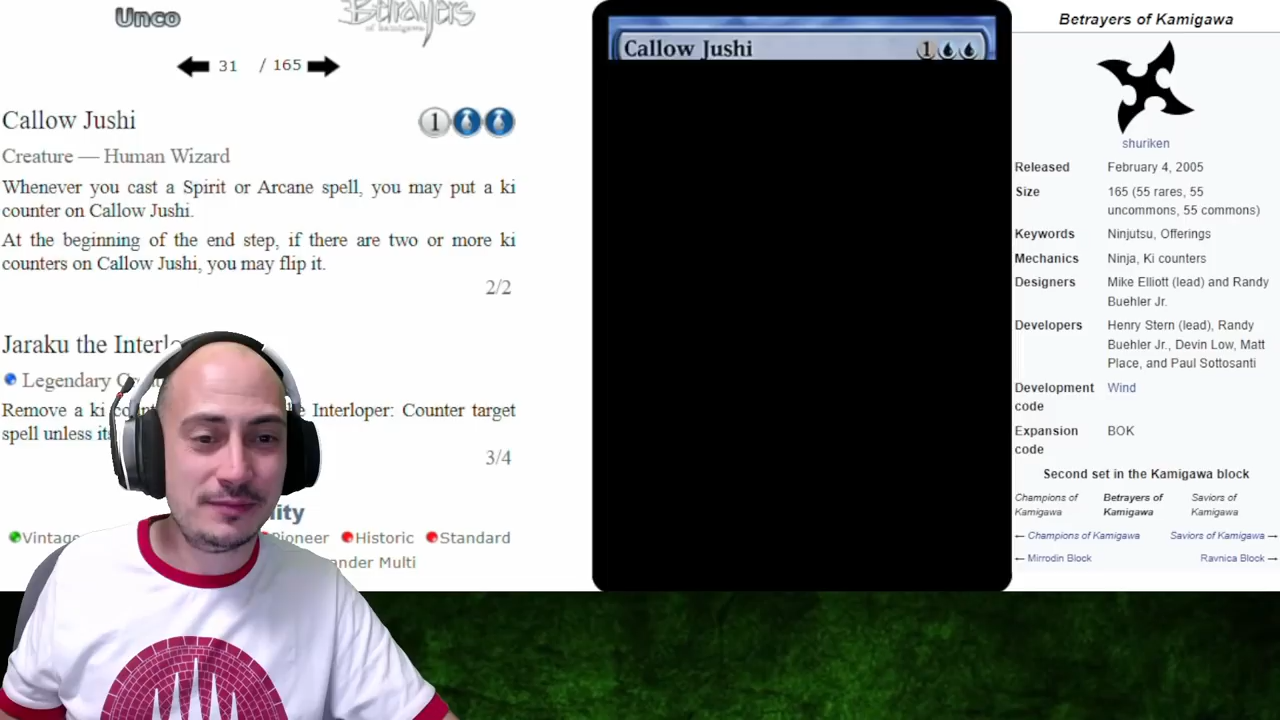 Unco
Betrayers
of Kamigawa
31 / 165
Callow Jushi 1
Creature — Human Wizard
Whenever you cast a Spirit or Arcane spell, you may put a ki
counter on Callow Jushi.
At the beginning of the end step, if there are two or more ki
counters on Callow Jushi, you may flip it.
2/2
Jaraku the Interlo
Legendary
Remove a ki Interloper: Counter target
spell unless
3/4
Pioneer Historic Standard
Multi
Callow Jushi 1
Betrayers of Kamigawa
shuriken
Released February 4, 2005
Size 165 (55 rares, 55
uncommons, 55 commons)
Keywords Ninjutsu, Offerings
Mechanics Ninja, Ki counters
Designers Mike Elliott (lead) and Randy
Buehler Jr.
Developers Henry Stern (lead), Randy
Buehler Jr., Devin Low, Matt
Place, and Paul Sottosanti
Development Wind
code
Expansion BOK
code
Second set in the Kamigawa block
Champions of Betrayers of Saviors of
Kamigawa Kamigawa Kamigawa
← Champions of Kamigawa Saviors of Kamigawa →
← Mirrodin Block Ravnica Block →